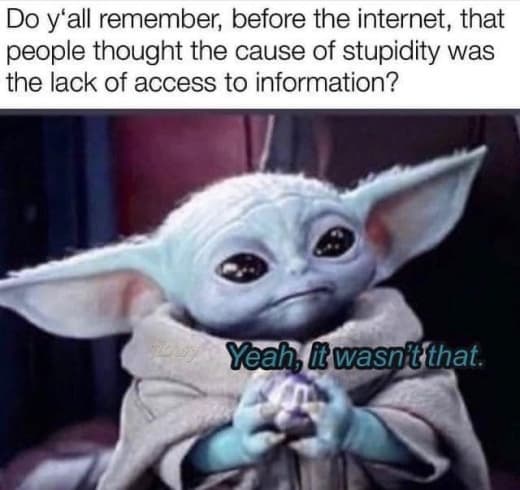 Do y'all remember, before the internet, that
people thought the cause of stupidity was
the lack of access to information?
Yeah, it wasn't that.